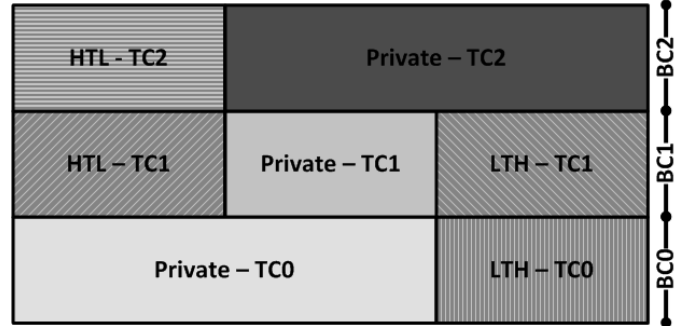 HTL - TC2
Private – TC2
BC2
HTL – TC1
Private – TC1
LTH – TC1
BC1
Private – TC0
LTH – TC0
BC0